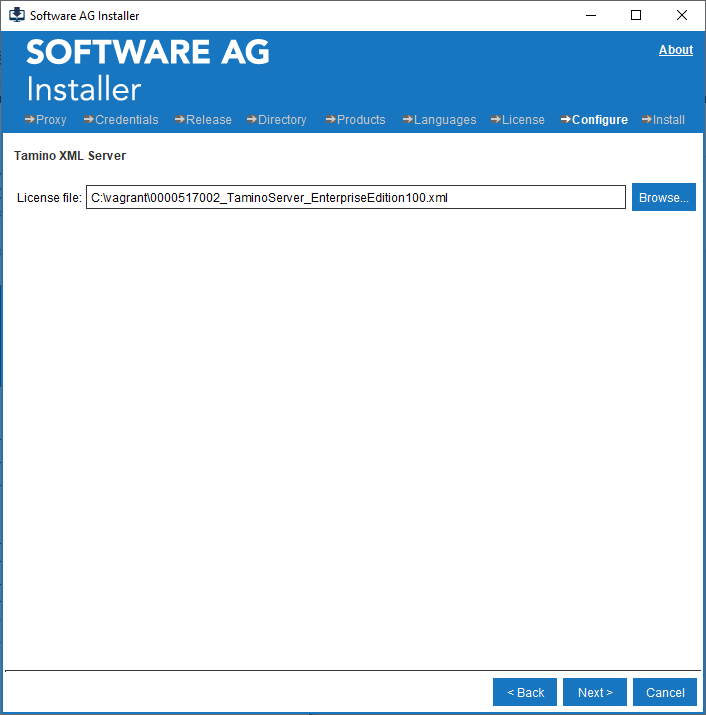 Software AG Installer
SOFTWARE AG
About
Installer
Proxy Credentials Release Directory Products Languages License Configure Install
Tamino XML Server
License file: C:\vagrant\0000517002_TaminoServer_EnterpriseEdition100.xml Browse...
< Back Next > Cancel